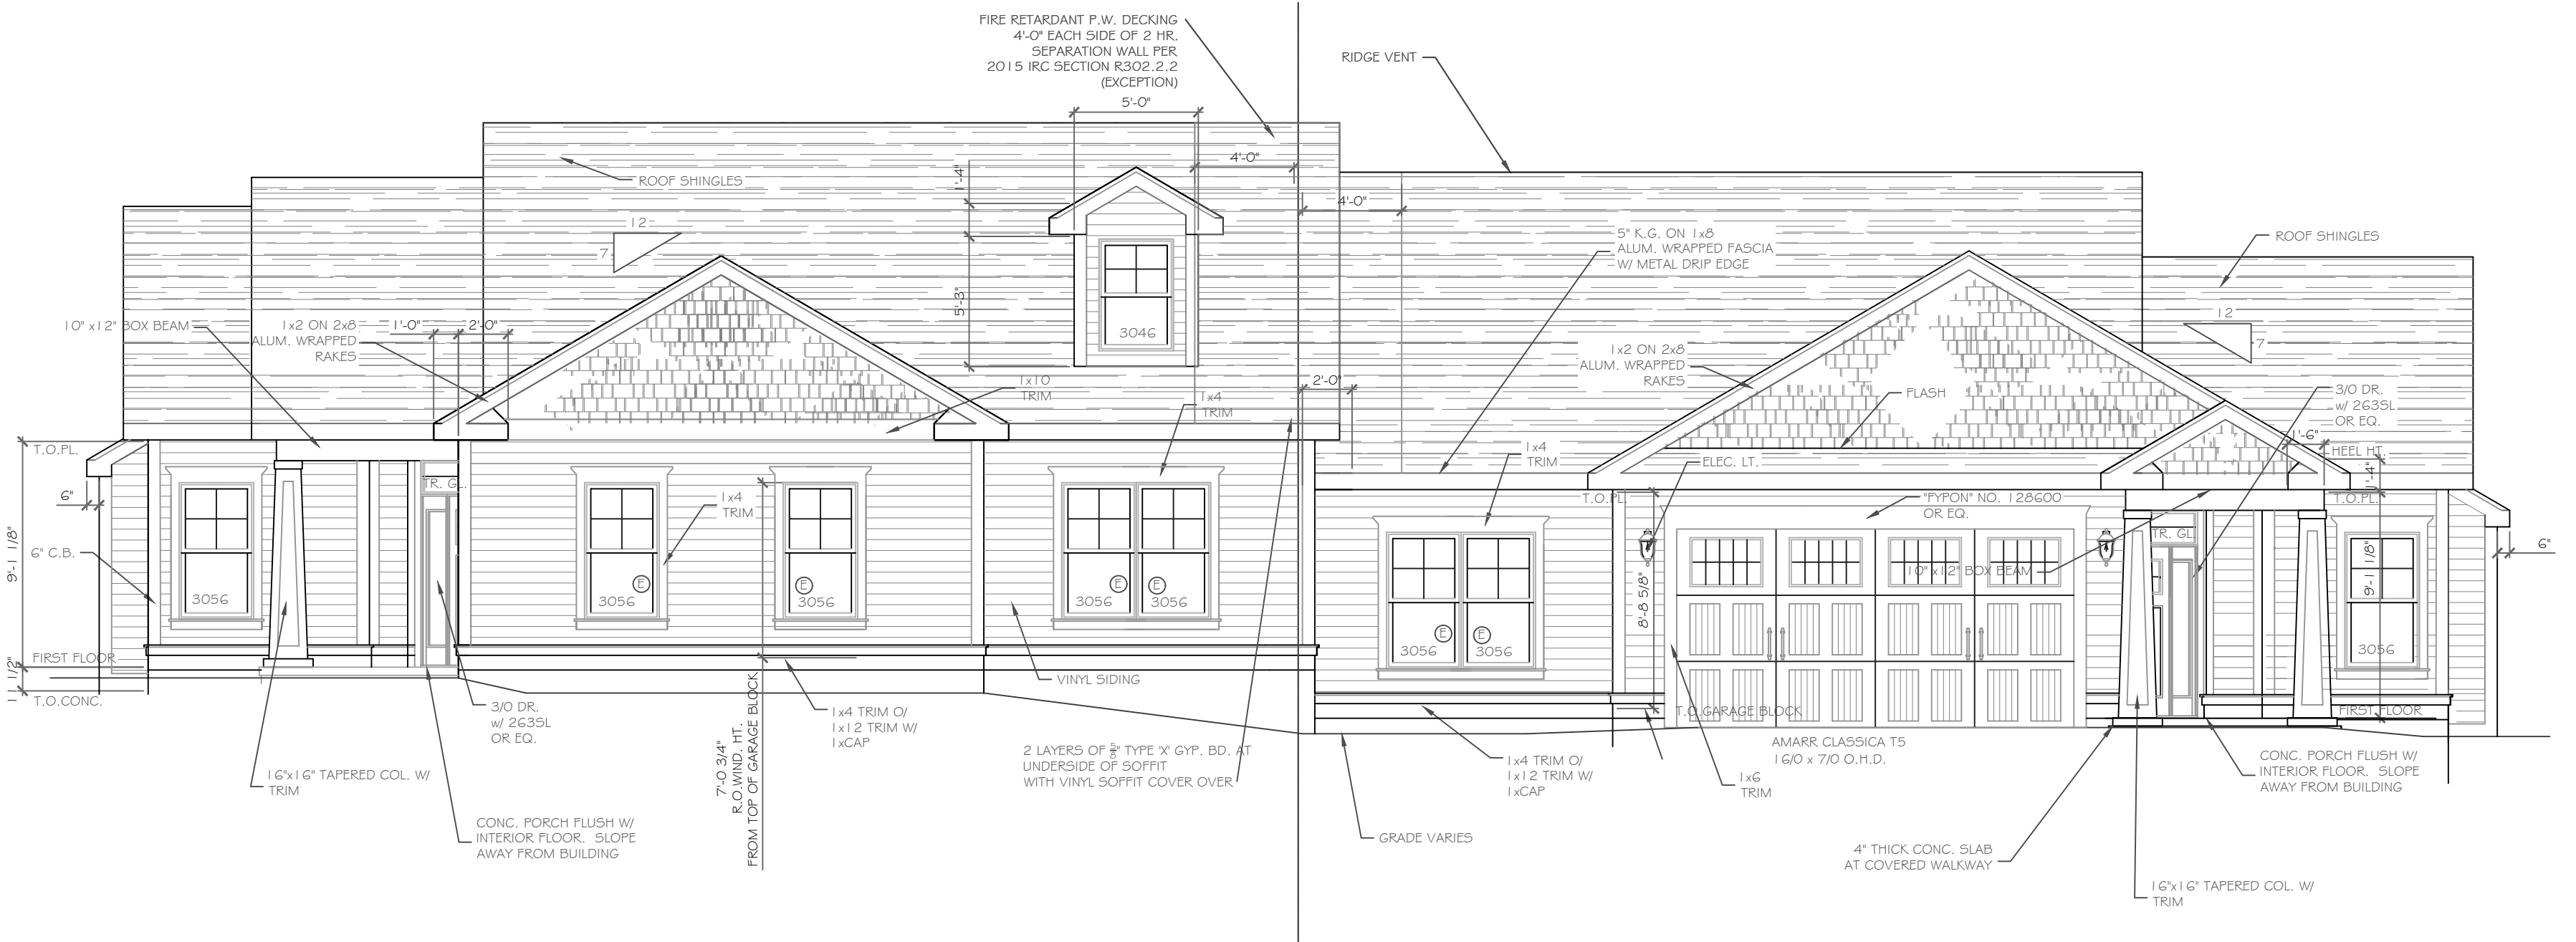 FIRE RETARDANT P.W. DECKING
4'-0" EACH SIDE OF 2 HR.
SEPARATION WALL PER
2015 IRC SECTION R302.2.2
(EXCEPTION)
5'-0"
RIDGE VENT
4'-0"
1'-4"
ROOF SHINGLES
4'-0"
12
7
5" K.G. ON 1x8
ALUM. WRAPPED FASCIA
W/ METAL DRIP EDGE
ROOF SHINGLES
5'-3"
3046
12
7
10" x12" BOX BEAM
1x2 ON 2x8
ALUM. WRAPPED
RAKES
1'-0"
2'-0"
1x10
TRIM
1x4
TRIM
2'-0"
1x2 ON 2x8
ALUM. WRAPPED
RAKES
FLASH
3/0 DR.
w/ 263SL
OR EQ.
1'-6"
HEEL HT.
1'-4"
T.O.PL.
6"
9'-1 1/8"
6" C.B.
FIRST FLOOR
11 1/2"
T.O.CONC.
3056
TR. GL.
1x4
TRIM
E
3056
E
3056
E
3056
E
3056
1x4
TRIM
ELEC. LT.
T.O.PL.
"FYPON" NO. 128600
OR EQ.
T.O.PL.
TR. GL.
10" x12" BOX BEAM
8'-8 5/8"
9'-1 1/8"
6"
E
3056
E
3056
3056
T.O.GARAGE BLOCK
FIRST FLOOR
VINYL SIDING
3/0 DR.
w/ 263SL
OR EQ.
1x4 TRIM O/
1x12 TRIM W/
1xCAP
7'-0 3/4"
R.O.WIND. HT.
FROM TOP OF GARAGE BLOCK
2 LAYERS OF 5/8" TYPE 'X' GYP. BD. AT
UNDERSIDE OF SOFFIT
WITH VINYL SOFFIT COVER OVER
16"x16" TAPERED COL. W/
TRIM
CONC. PORCH FLUSH W/
INTERIOR FLOOR. SLOPE
AWAY FROM BUILDING
1x4 TRIM O/
1x12 TRIM W/
1xCAP
AMARR CLASSICA T5
16/0 x 7/0 O.H.D.
1x6
TRIM
CONC. PORCH FLUSH W/
INTERIOR FLOOR. SLOPE
AWAY FROM BUILDING
GRADE VARIES
4" THICK CONC. SLAB
AT COVERED WALKWAY
16"x16" TAPERED COL. W/
TRIM